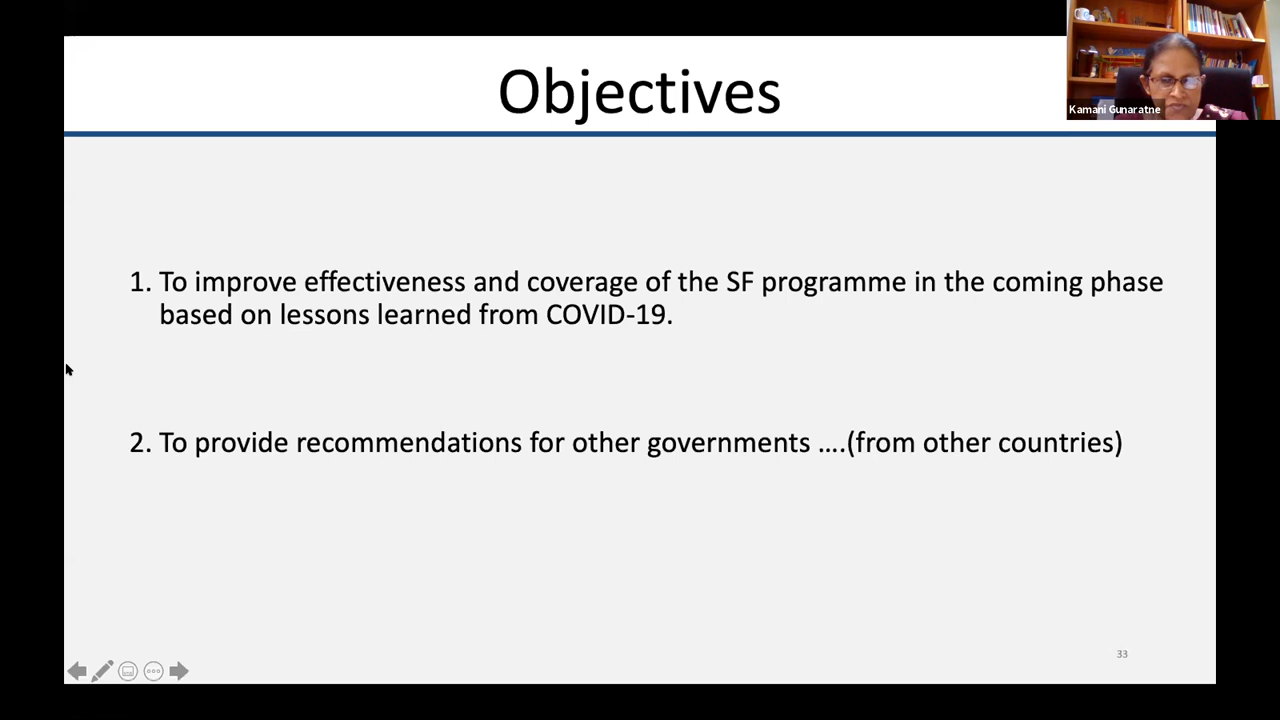 Objectives
Kamani Gunaratne
1. To improve effectiveness and coverage of the SF programme in the coming phase
based on lessons learned from COVID-19.
2. To provide recommendations for other governments ....(from other countries)
33